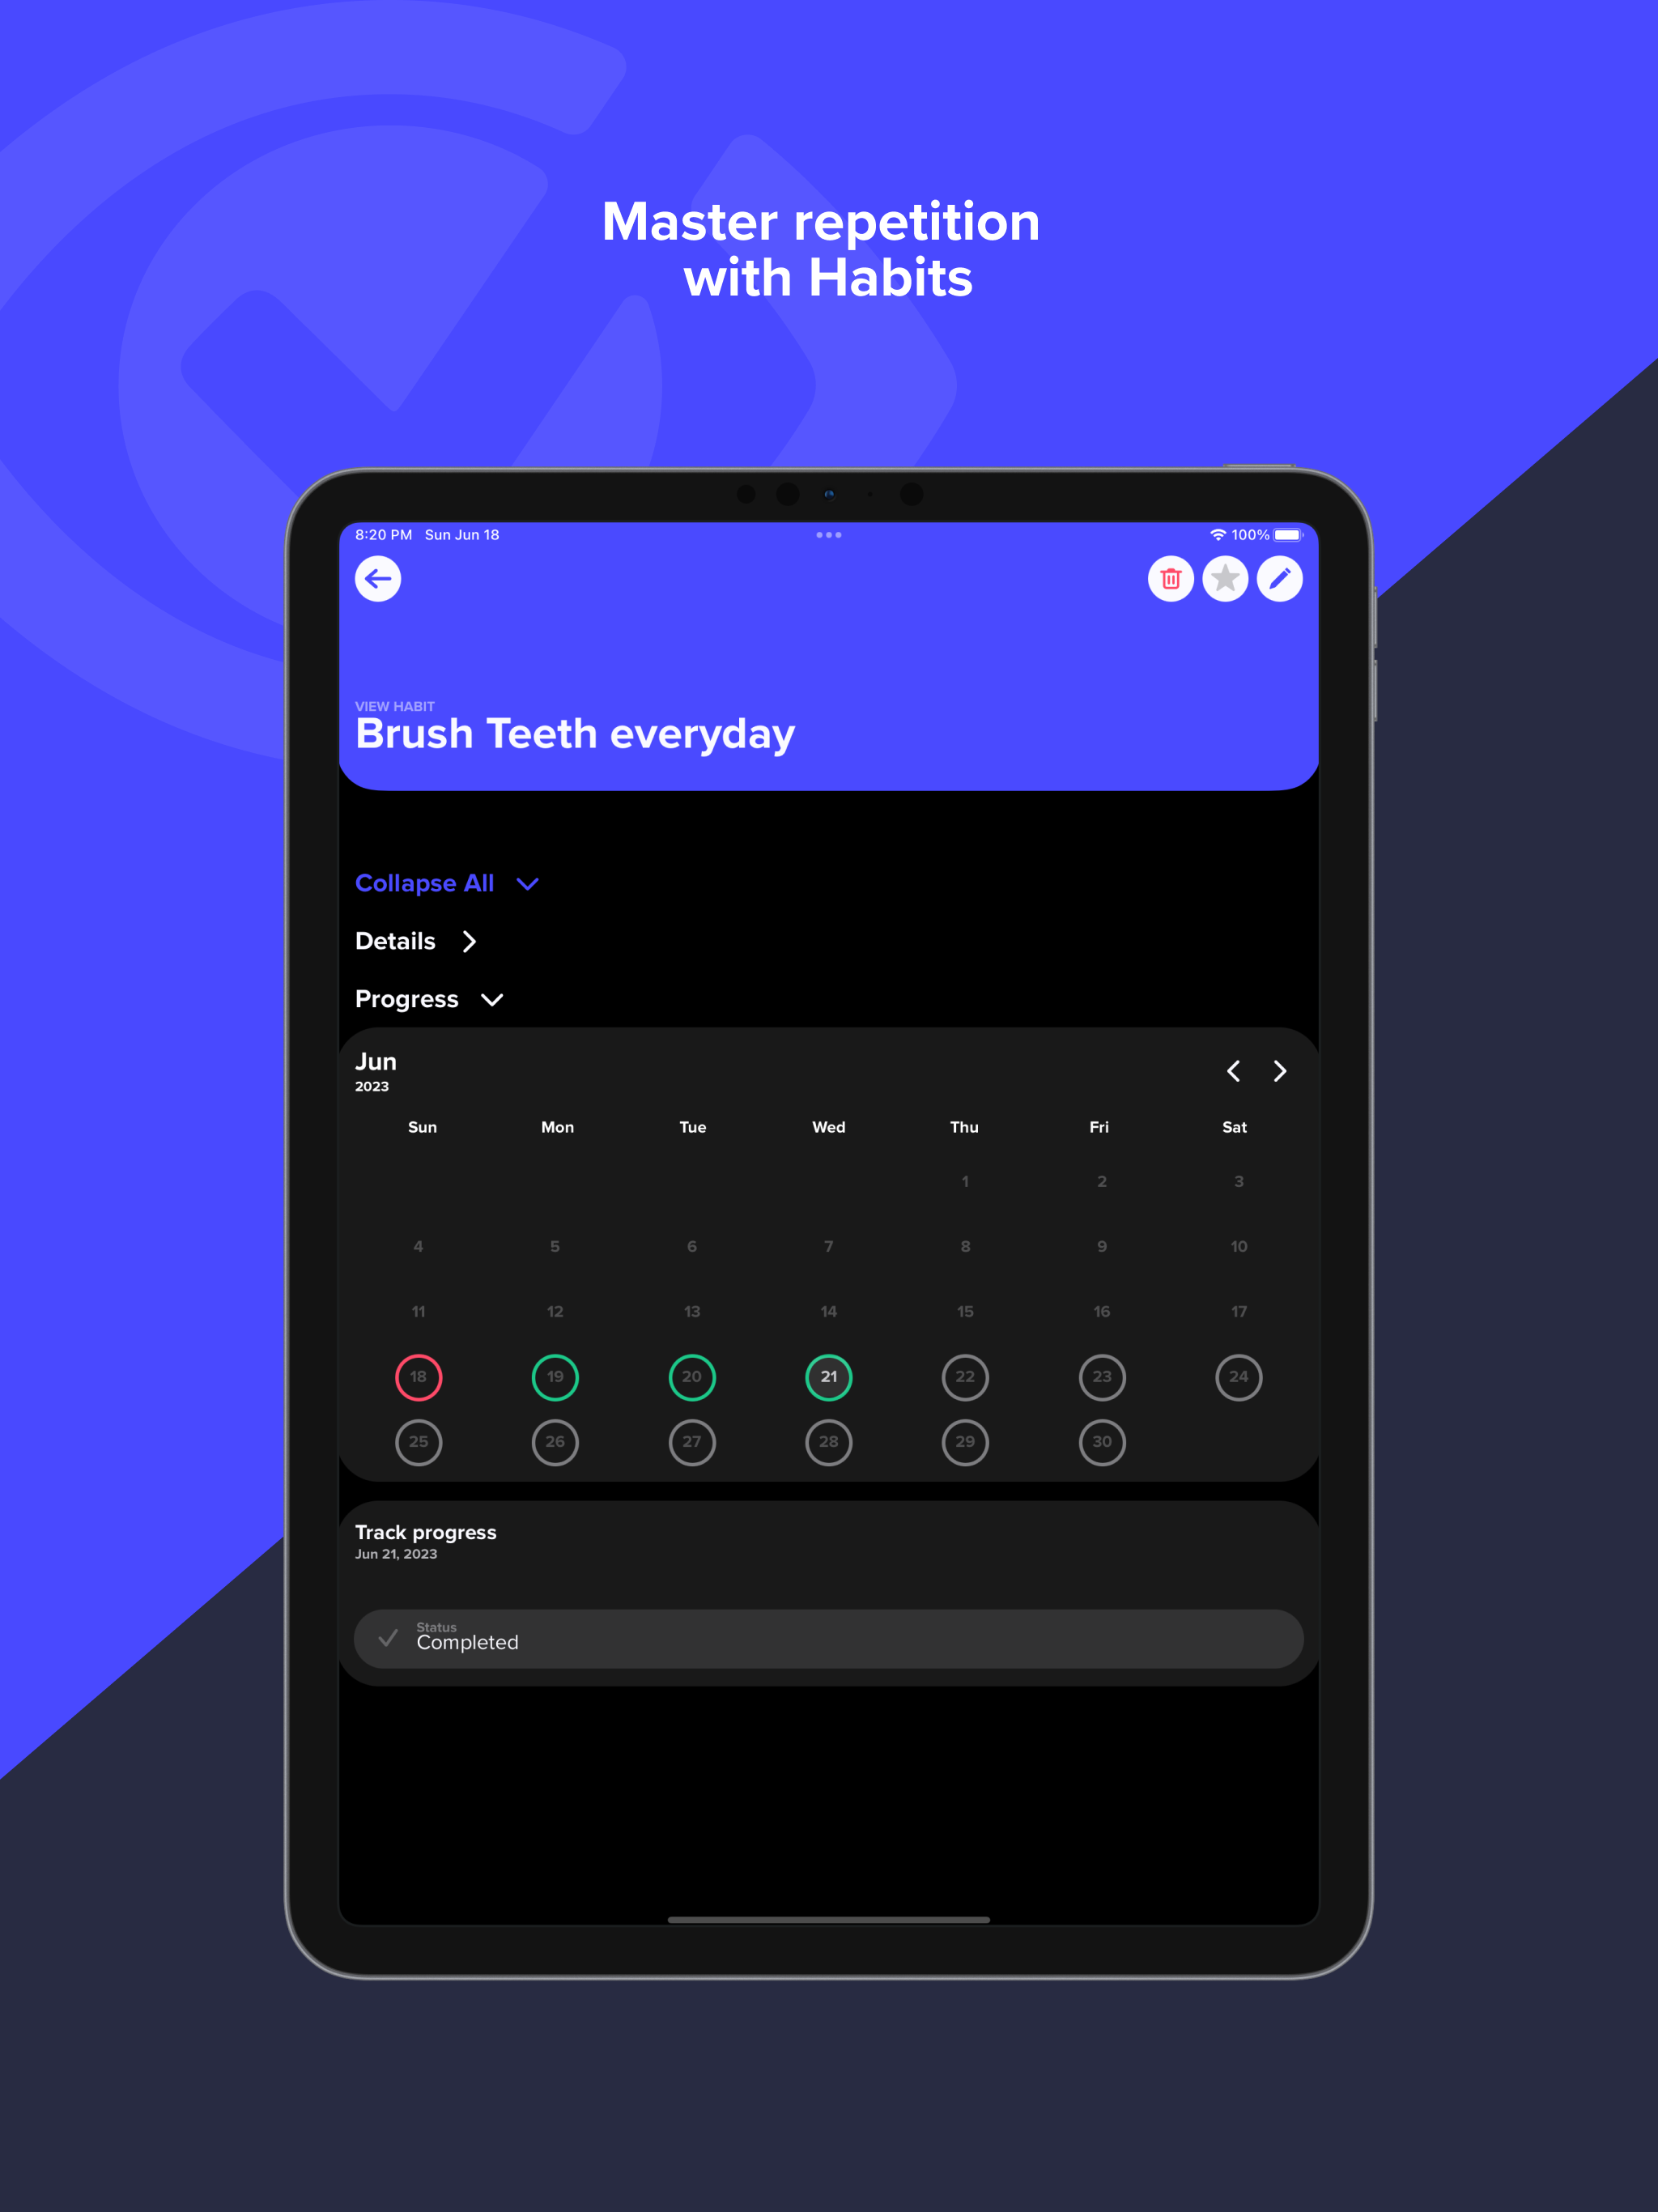 Master repetition
with Habits
8:20 PM Sun Jun 18 100%
VIEW HABIT
Brush Teeth everyday
Collapse All
Details
Progress
Jun
2023
Sun Mon Tue Wed Thu Fri Sat
1 2 3
4 5 6 7 8 9 10
11 12 13 14 15 16 17
18 19 20 21 22 23 24
25 26 27 28 29 30
Track progress
Jun 21, 2023
Status
Completed